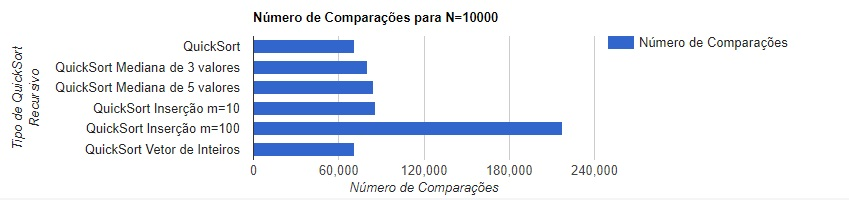 Número de Comparações para N=10000
Número de Comparações
Tipo de QuickSort
Recursivo
QuickSort
QuickSort Mediana de 3 valores
QuickSort Mediana de 5 valores
QuickSort Inserção m=10
QuickSort Inserção m=100
QuickSort Vetor de Inteiros
0
60,000
120,000
180,000
240,000
Número de Comparações